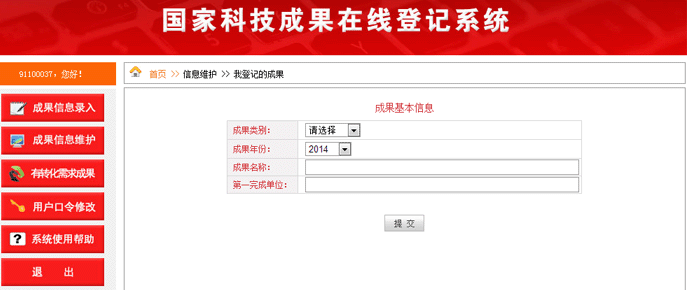 国家科技成果在线登记系统
91100037，您好！
首页 >> 信息维护 >> 我登记的成果
成果信息录入
成果信息维护
有转化需求成果
用户口令修改
系统使用帮助
退 出
成果基本信息
成果类别： 请选择
成果年份： 2014
成果名称：
第一完成单位：
提 交